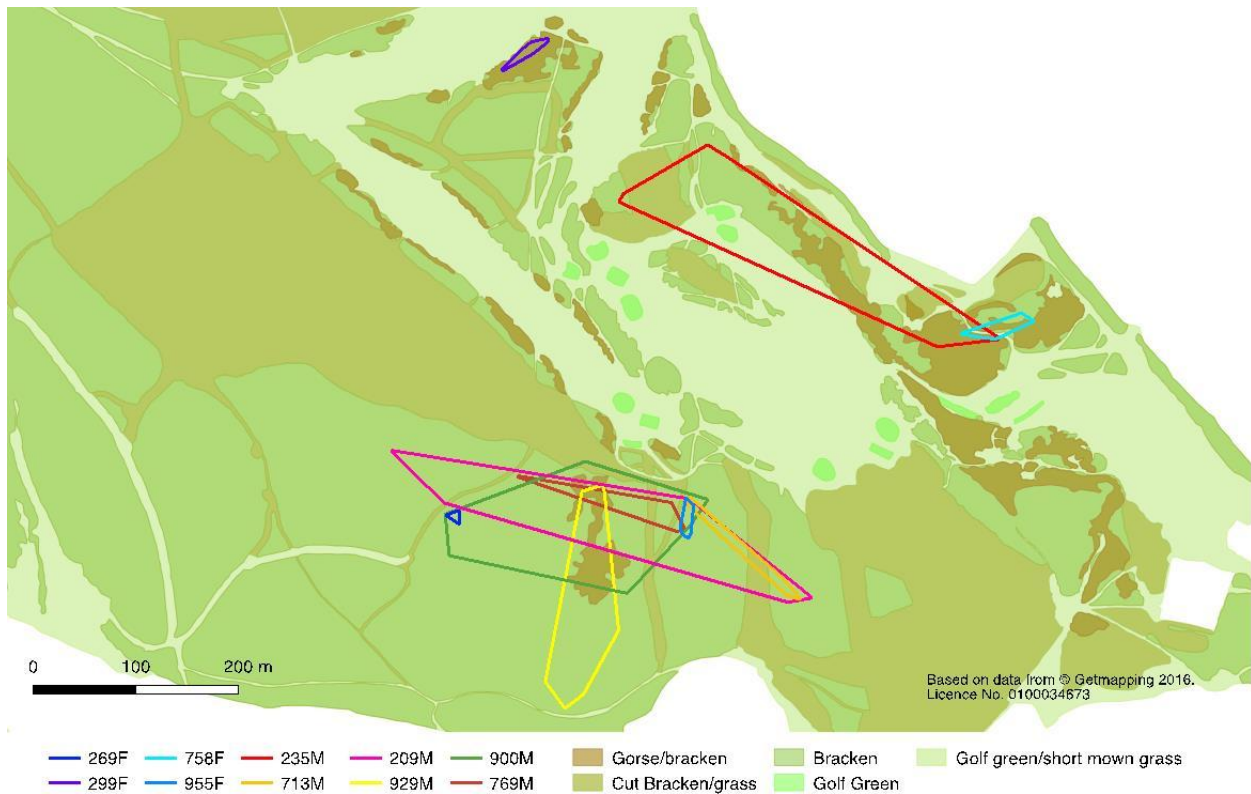 0 100 200 m
Based on data from © Getmapping 2016.
Licence No. 0100034673
269F 758F 235M 209M 900M Gorse/bracken Bracken Golf green/short mown grass
299F 955F 713M 929M 769M Cut Bracken/grass Golf Green